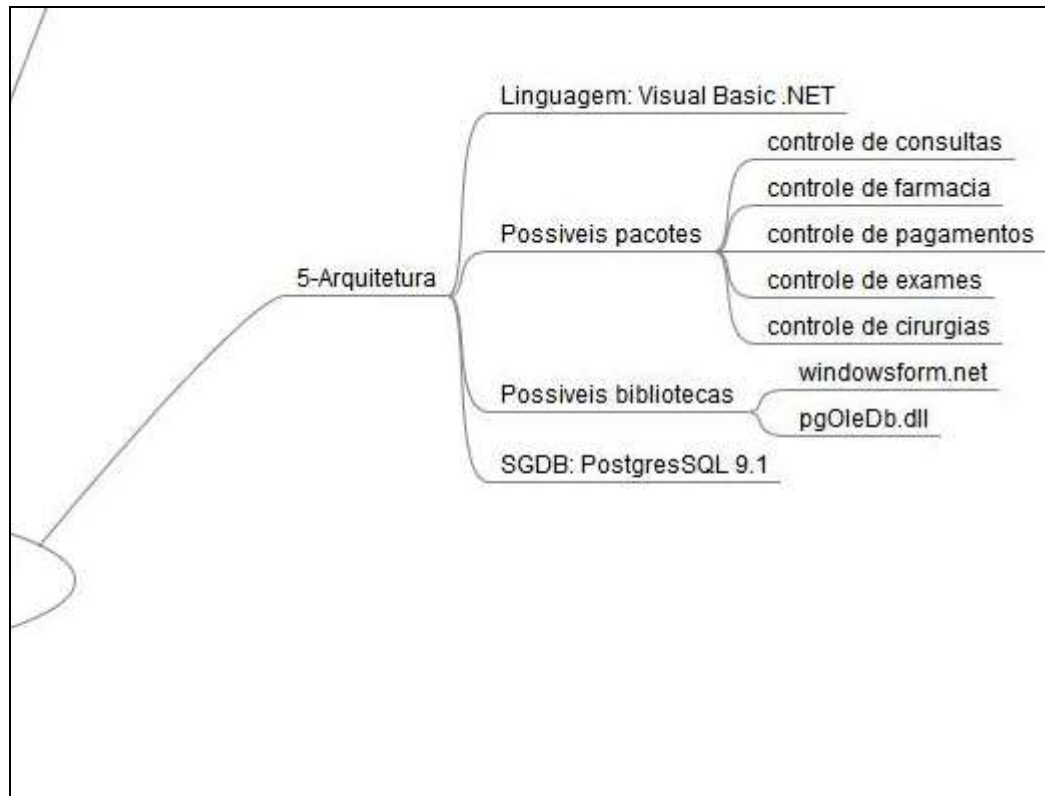 Linguagem: Visual Basic .NET
controle de consultas
controle de farmacia
Possiveis pacotes
controle de pagamentos
5-Arquitetura
controle de exames
controle de cirurgias
windowsform.net
Possiveis bibliotecas
pgOleDb.dll
SGDB: PostgresSQL 9.1